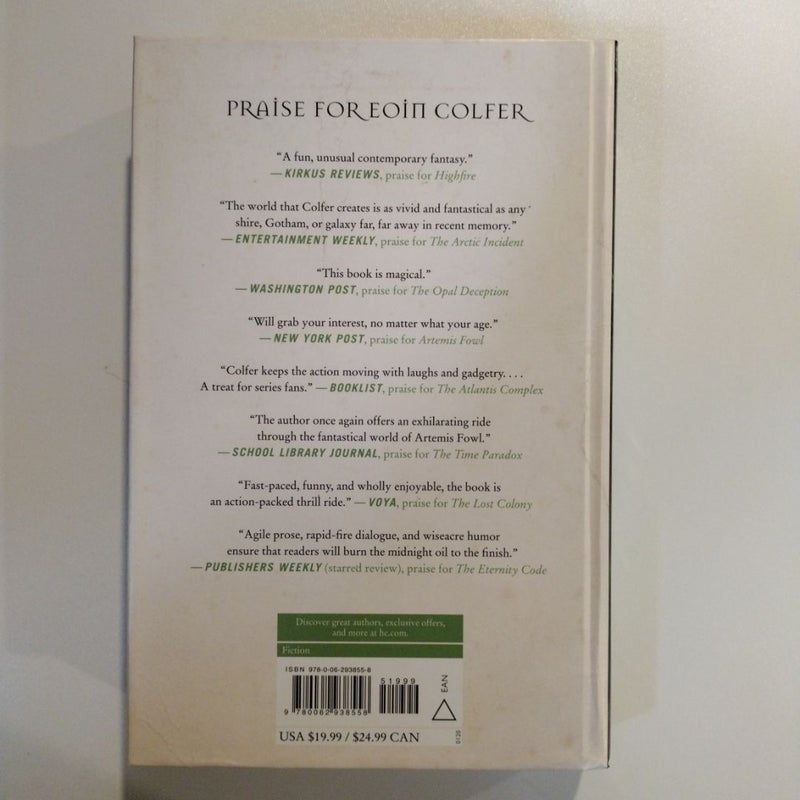 PRAISE FOR EOIN COLFER
“A fun, unusual contemporary fantasy.”
— KIRKUS REVIEWS, praise for Highfire
“The world that Colfer creates is as vivid and fantastical as any
shire, Gotham, or galaxy far, far away in recent memory.”
— ENTERTAINMENT WEEKLY, praise for The Arctic Incident
“This book is magical.”
— WASHINGTON POST, praise for The Opal Deception
“Will grab your interest, no matter what your age.”
— NEW YORK POST, praise for Artemis Fowl
“Colfer keeps the action moving with laughs and gadgetry. . . .
A treat for series fans.” — BOOKLIST, praise for The Atlantis Complex
“The author once again offers an exhilarating ride
through the fantastical world of Artemis Fowl.”
— SCHOOL LIBRARY JOURNAL, praise for The Time Paradox
“Fast-paced, funny, and wholly enjoyable, the book is
an action-packed thrill ride.” — VOYA, praise for The Lost Colony
“Agile prose, rapid-fire dialogue, and wiseacre humor
ensure that readers will burn the midnight oil to the finish.”
— PUBLISHERS WEEKLY (starred review), praise for The Eternity Code
Discover great authors, exclusive offers,
and more at hc.com.
Fiction
ISBN 978-0-06-293855-8
51999
EAN
9 780062 938558
USA $19.99 / $24.99 CAN
0120